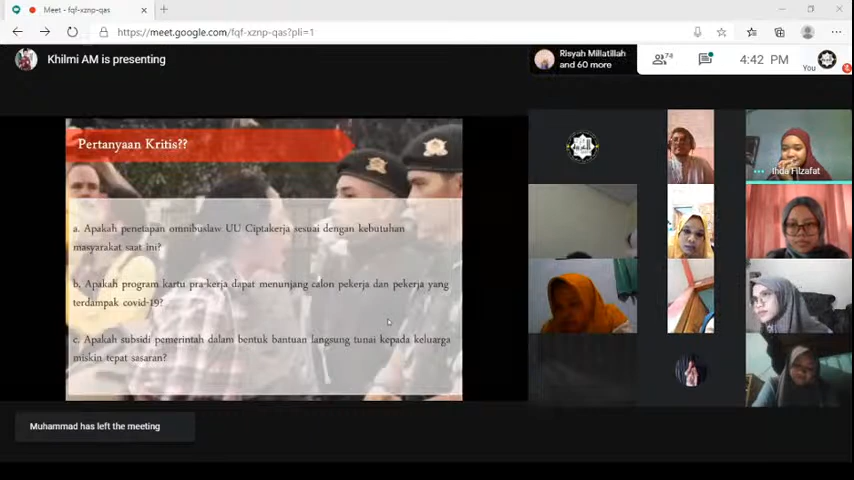 Meet - fqf-xznp-qas
https://meet.google.com/fqf-xznp-qas?pli=1
Khilmi AM is presenting
Risyah Millatillah
and 60 more
74
4:42 PM
You
Pertanyaan Kritis??
a. Apakah penetapan omnibuslaw UU Ciptakerja sesuai dengan kebutuhan
masyarakat saat ini?
b. Apakah program kartu pra-kerja dapat menunjang calon pekerja dan pekerja yang
terdampak covid-19?
c. Apakah subsidi pemerintah dalam bentuk bantuan langsung tunai kepada keluarga
miskin tepat sasaran?
Ihda Filzafat
Muhammad has left the meeting